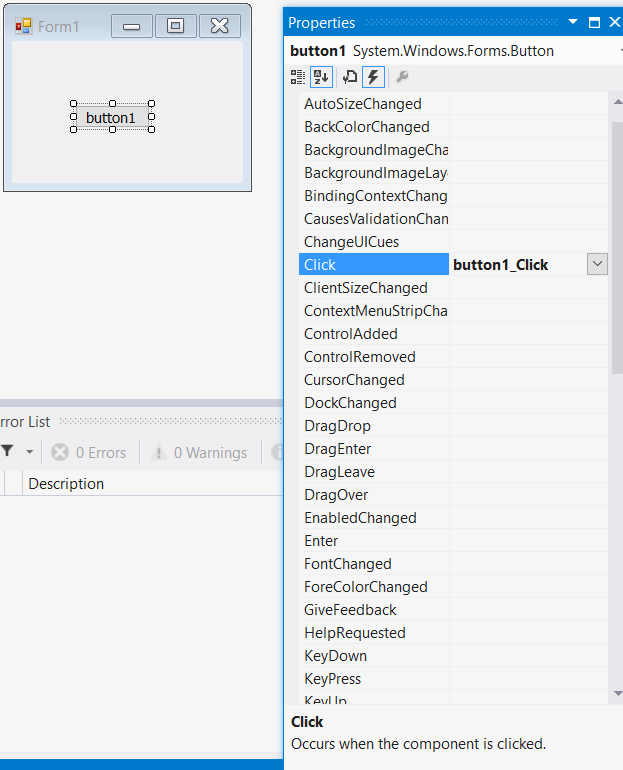 Form1
button1
Properties
button1 System.Windows.Forms.Button
AutoSizeChanged
BackColorChanged
BackgroundImageCha
BackgroundImageLay
BindingContextChang
CausesValidationChan
ChangeUICues
Click button1_Click
ClientSizeChanged
ContextMenuStripCha
ControlAdded
ControlRemoved
CursorChanged
DockChanged
DragDrop
DragEnter
DragLeave
DragOver
EnabledChanged
Enter
FontChanged
ForeColorChanged
GiveFeedback
HelpRequested
KeyDown
KeyPress
KeyUp
Click
Occurs when the component is clicked.
rror List
0 Errors 0 Warnings
Description